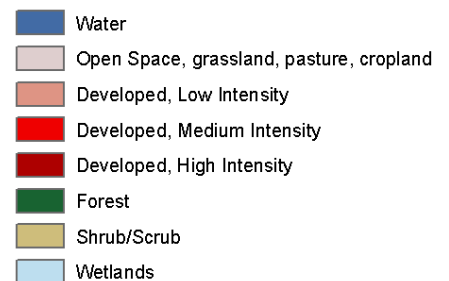 Water
Open Space, grassland, pasture, cropland
Developed, Low Intensity
Developed, Medium Intensity
Developed, High Intensity
Forest
Shrub/Scrub
Wetlands